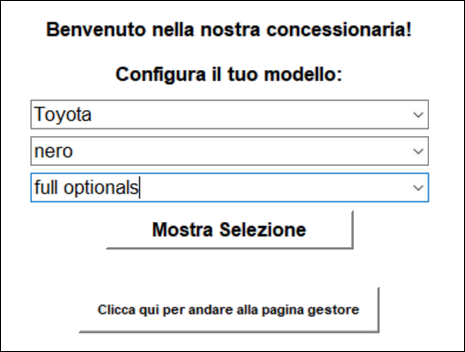 Benvenuto nella nostra concessionaria!
Configura il tuo modello:
Toyota
nero
full optionals
Mostra Selezione
Clicca qui per andare alla pagina gestore